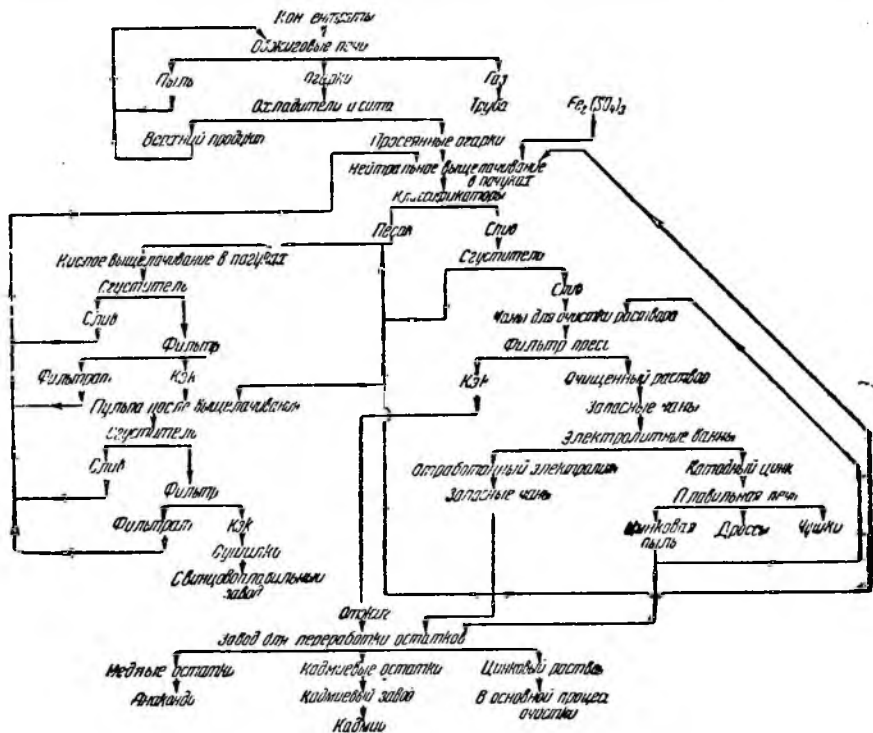 Концентраты
Обжиговые печи
Пыль Огарки Газ
Охладители и сита Труба
Fe₂(SO₄)₃
Верхний продукт Просеянные огарки
Нейтральное выщелачивание
в пачуках
Классификаторы
Песок Слив
Кислое выщелачивание в пачуках
Сгуститель
Сгуститель
Слив
Слив
Чаны для очистки раствора
Фильтр
Фильтр пресс
Фильтрат Кэк
Кэк Очищенный раствор
Пульпа после выщелачивания
Запасные чаны
Сгуститель
Электролитные ванны
Слив
Отработанный электролит Катодный цинк
Фильтр
Запасные чаны Плавильная печь
Фильтрат Кэк
Цинковая Дроссы Чушки
пыль
Сушилки
Свинцовоплавильный
завод
Отжиг
Завод для переработки остатков
Медные остатки Кадмиевые остатки Цинковый раствор
Анаконда Кадмиевый завод В основной процесс
очистки
Кадмий